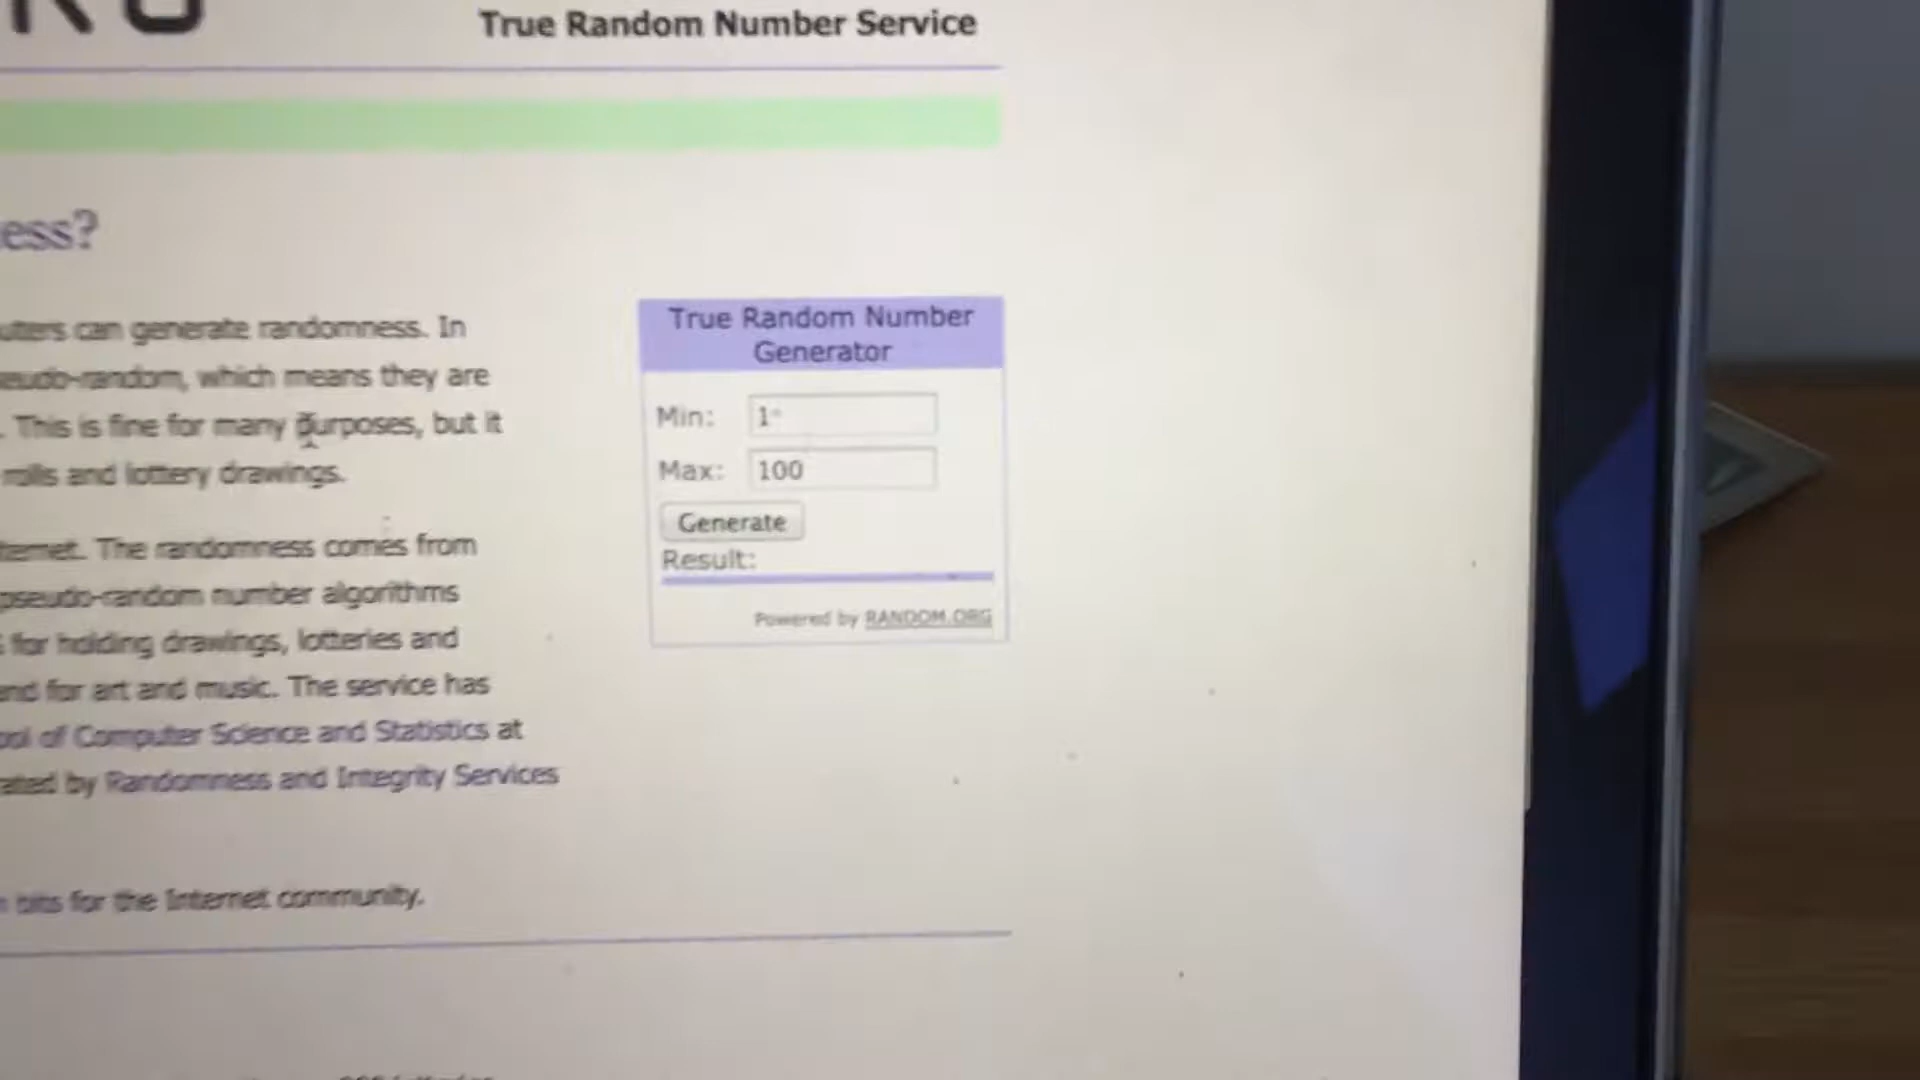 True Random Number Service
ess?
uters can generate randomness. In
eudo-random, which means they are
. This is fine for many purposes, but it
rolls and lottery drawings.
ternet. The randomness comes from
pseudo-random number algorithms
for holding drawings, lotteries and
and for art and music. The service has
ool of Computer Science and Statistics at
ated by Randomness and Integrity Services
bits for the Internet community.
True Random Number
Generator
Min: 1
Max: 100
Generate
Result:
Powered by RANDOM.ORG